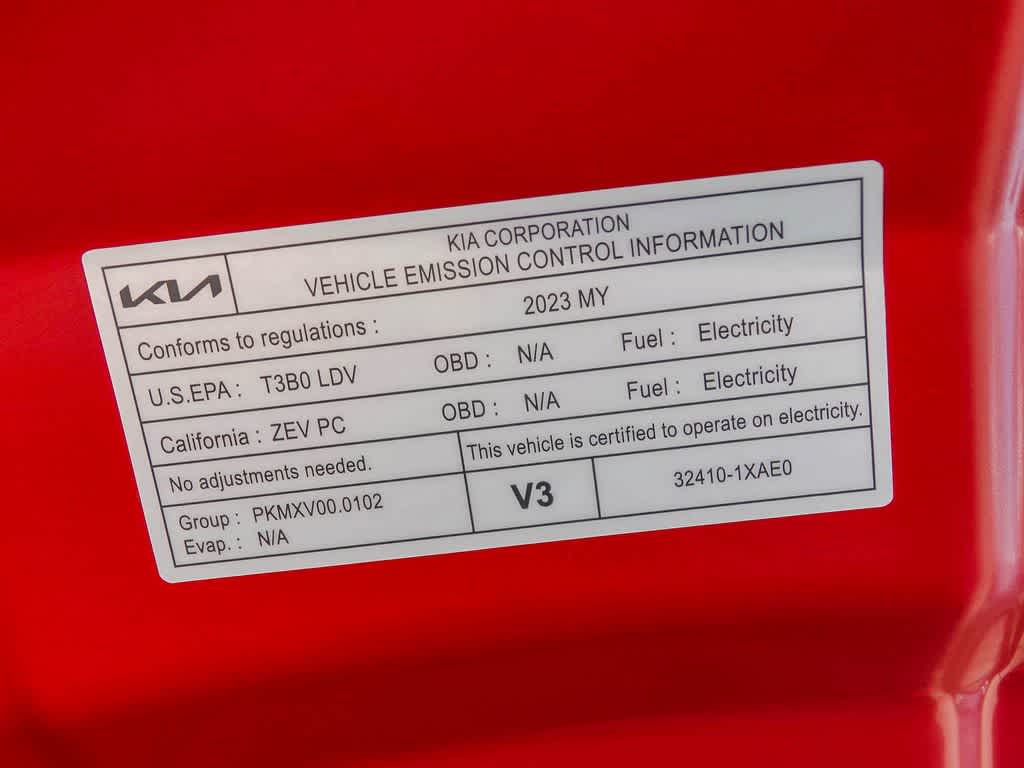 KIA
KIA CORPORATION
VEHICLE EMISSION CONTROL INFORMATION
Conforms to regulations : 2023 MY
U.S.EPA : T3B0 LDV OBD : N/A Fuel : Electricity
California : ZEV PC OBD : N/A Fuel : Electricity
No adjustments needed. This vehicle is certified to operate on electricity.
Group : PKMXV00.0102
Evap. : N/A
V3
32410-1XAE0